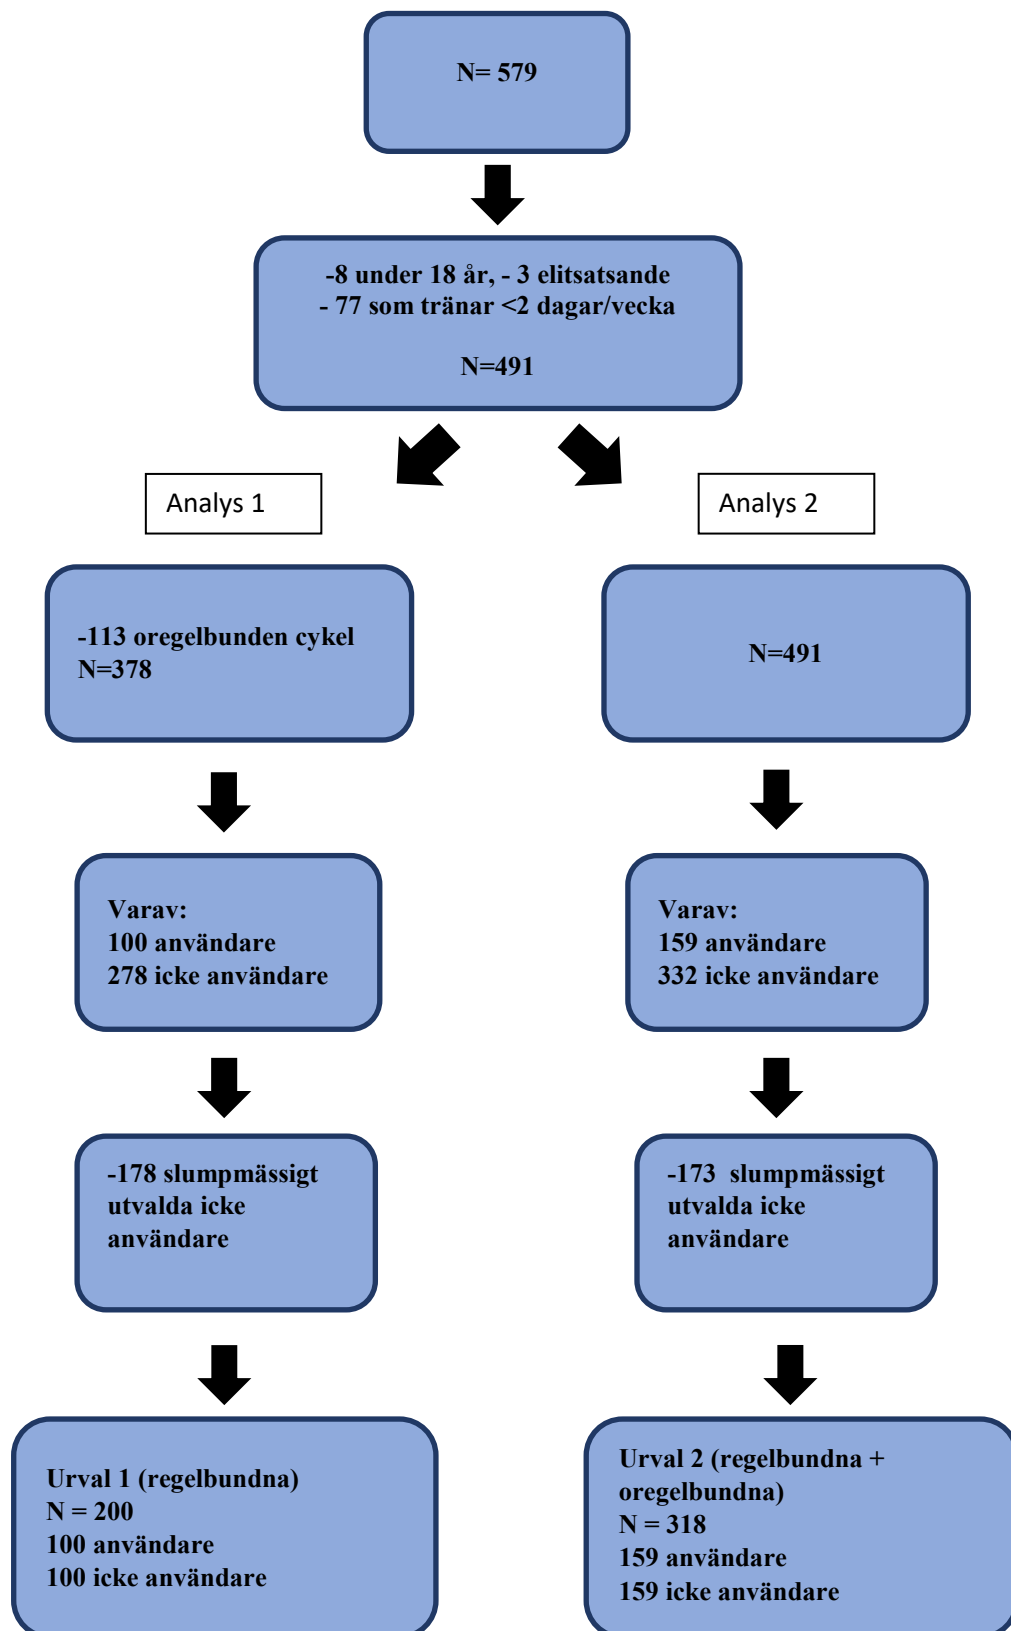 N= 579
-8 under 18 år, - 3 elitsatsande
- 77 som tränar <2 dagar/vecka
N=491
Analys 1
Analys 2
-113 oregelbunden cykel
N=378
N=491
Varav:
100 användare
278 icke användare
Varav:
159 användare
332 icke användare
-178 slumpmässigt
utvalda icke
användare
-173  slumpmässigt
utvalda icke
användare
Urval 1 (regelbundna)
N = 200
100 användare
100 icke användare
Urval 2 (regelbundna +
oregelbundna)
N = 318
159 användare
159 icke användare